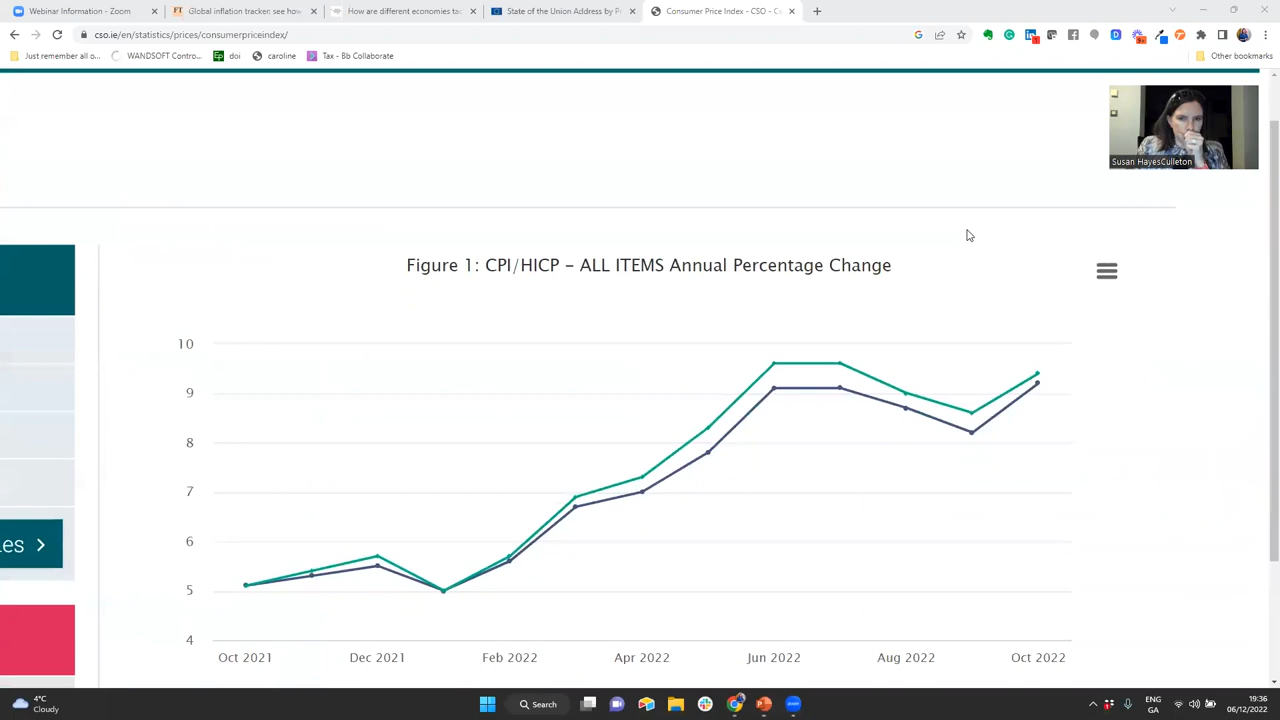 Webinar Information - Zoom
Global inflation tracker: see how
How are different economies tac
State of the Union Address by Pr
Consumer Price Index - CSO - Ce
cso.ie/en/statistics/prices/consumerpriceindex/
Just remember all o...
WANDSOFT Contro...
doi
caroline
Tax - Bb Collaborate
Other bookmarks
Susan HayesCulleton
Figure 1: CPI/HICP – ALL ITEMS Annual Percentage Change
10
9
8
7
6
5
4
Oct 2021 Dec 2021 Feb 2022 Apr 2022 Jun 2022 Aug 2022 Oct 2022
es
4°C
Cloudy
Search
ENG
GA
19:36
06/12/2022